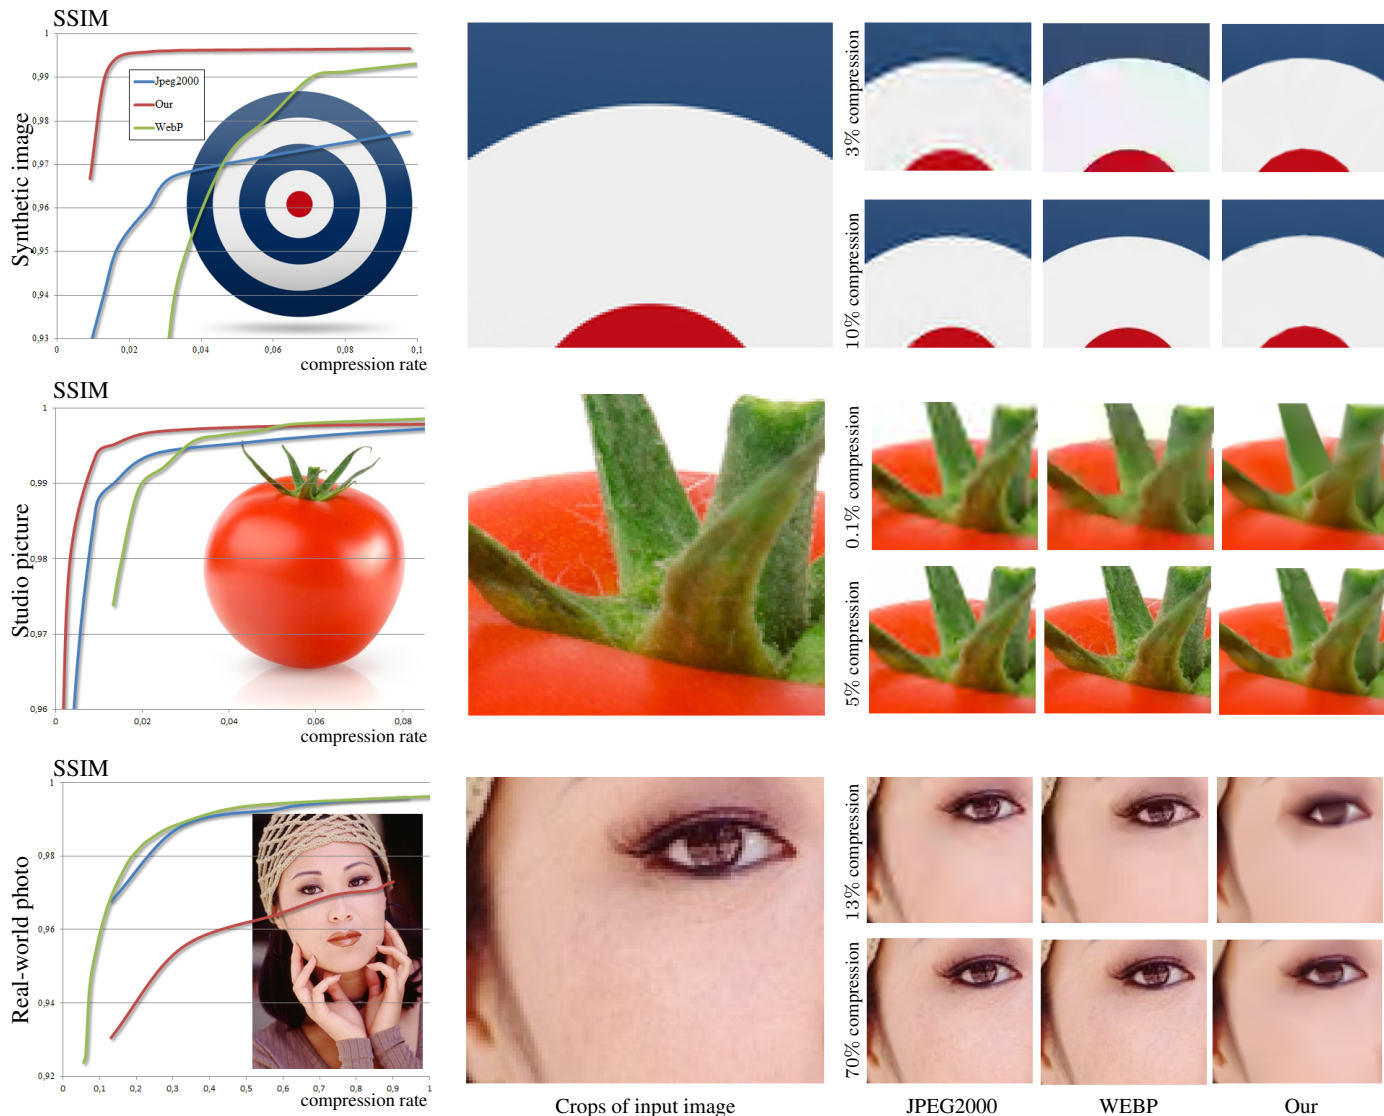 SSIM
1
0,99
0,98
0,97
0,96
0,95
0,94
0,93
0
0,02
0,04
0,06
0,08
0,1
Jpeg2000
Our
WebP
compression rate
Synthetic image
3% compression
10% compression
SSIM
1
0,99
0,98
0,97
0,96
0
0,02
0,04
0,06
0,08
compression rate
Studio picture
0.1% compression
5% compression
SSIM
1
0,98
0,96
0,94
0,92
0
0,1
0,2
0,3
0,4
0,5
0,6
0,7
0,8
0,9
1
compression rate
Real-world photo
13% compression
70% compression
Crops of input image
JPEG2000
WEBP
Our